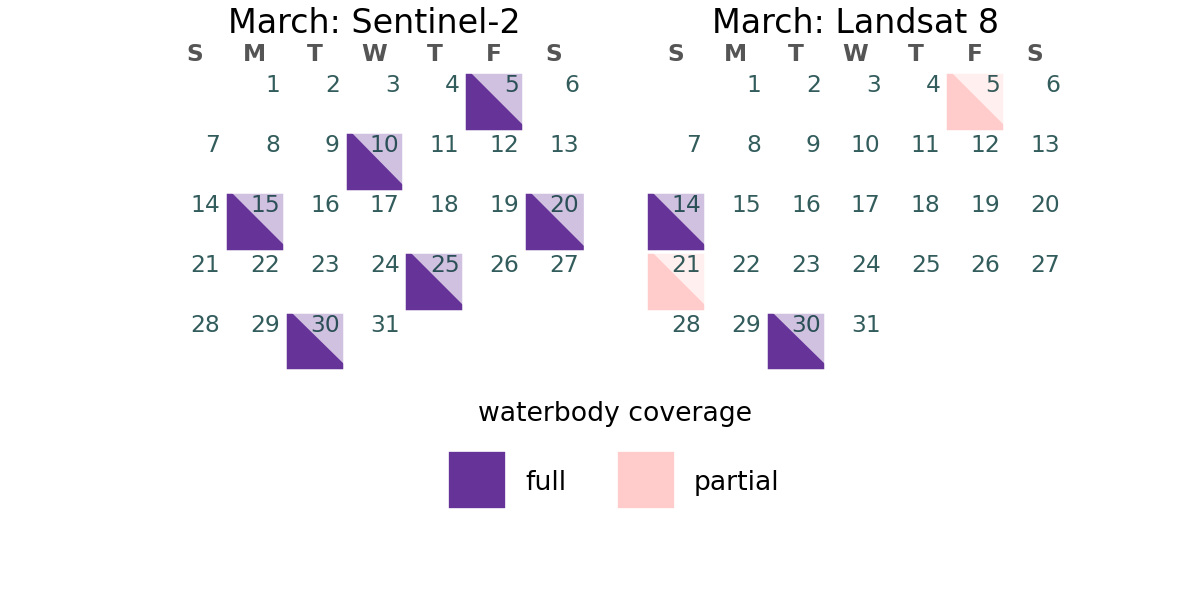 March: Sentinel-2
S M T W T F S
1 2 3 4 5 6
7 8 9 10 11 12 13
14 15 16 17 18 19 20
21 22 23 24 25 26 27
28 29 30 31
March: Landsat 8
S M T W T F S
1 2 3 4 5 6
7 8 9 10 11 12 13
14 15 16 17 18 19 20
21 22 23 24 25 26 27
28 29 30 31
waterbody coverage
full
partial